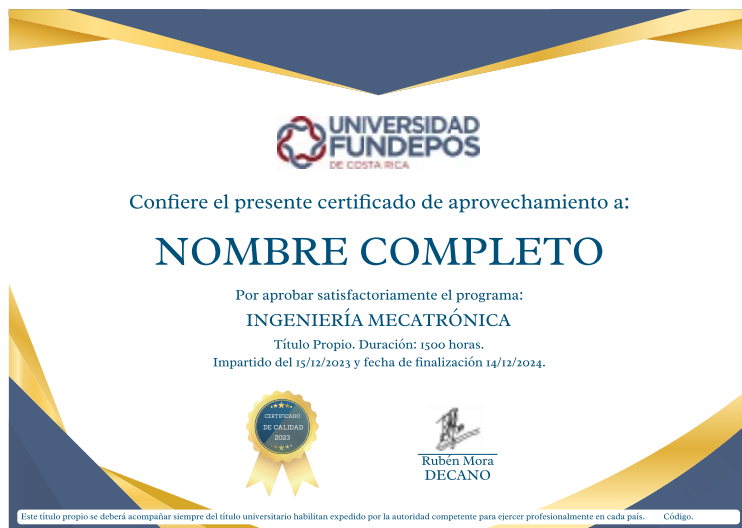 UNIVERSIDAD
FUNDEPOS
DE COSTA RICA
Confiere el presente certificado de aprovechamiento a:
NOMBRE COMPLETO
Por aprobar satisfactoriamente el programa:
INGENIERÍA MECATRÓNICA
Título Propio. Duración: 1500 horas.
Impartido del 15/12/2023 y fecha de finalización 14/12/2024.
CERTIFICADO
DE CALIDAD
2023
Rubén Mora
DECANO
Este título propio se deberá acompañar siempre del título universitario habilitan expedido por la autoridad competente para ejercer profesionalmente en cada país. Código.